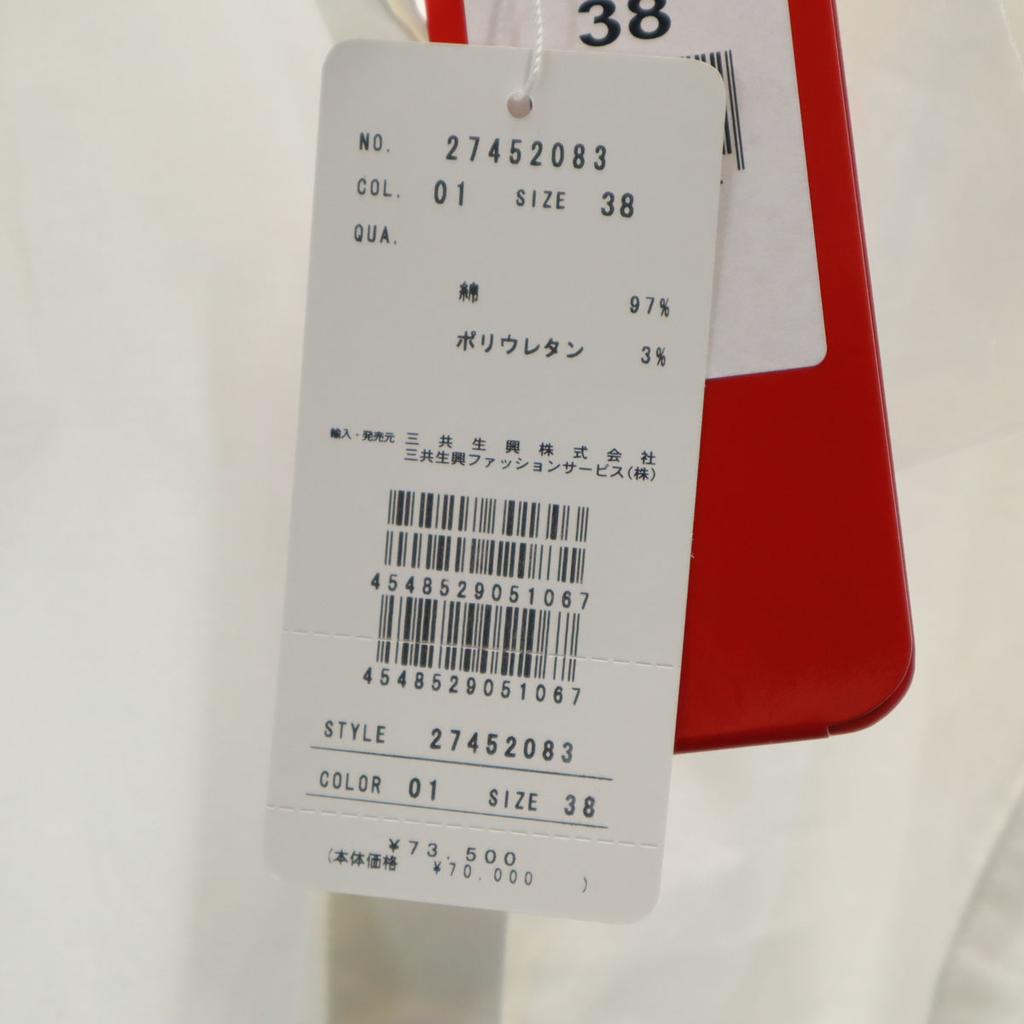 38
NO. 27452083
COL. 01 SIZE 38
QUA.
綿 97%
ポリウレタン 3%
輸入・発売元 三共生興株式会社
三共生興ファッションサービス(株)
4548529051067
4548529051067
STYLE 27452083
COLOR 01 SIZE 38
¥73.500
(本体価格 ¥70.000 )